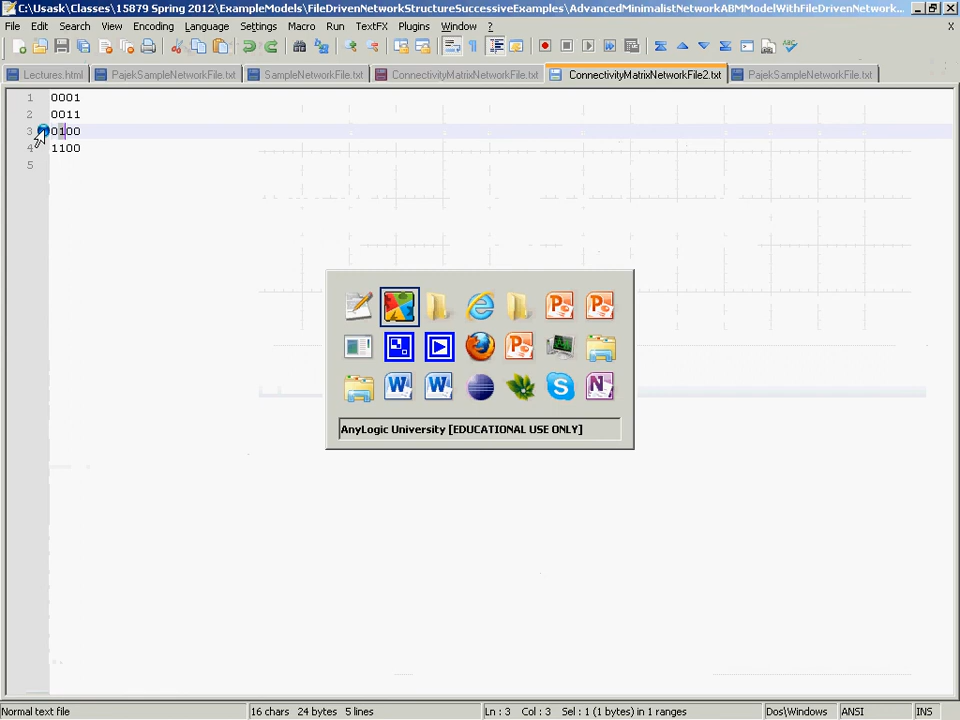 C:\Usask\Classes\15879 Spring 2012\ExampleModels\FileDrivenNetworkStructureSuccessiveExamples\AdvancedMinimalistNetworkABMModelWithFileDrivenNetwork...
File Edit Search View Encoding Language Settings Macro Run TextFX Plugins Window ? X
Lectures.html PajekSampleNetworkFile.txt SampleNetworkFile.txt ConnectivityMatrixNetworkFile.txt ConnectivityMatrixNetworkFile2.txt PajekSampleNetworkFile.txt
1 0001
2 0011
3 0100
4 1100
5
AnyLogic University [EDUCATIONAL USE ONLY]
Normal text file 16 chars 24 bytes 5 lines Ln : 3 Col : 3 Sel : 1 (1 bytes) in 1 ranges Dos\Windows ANSI INS